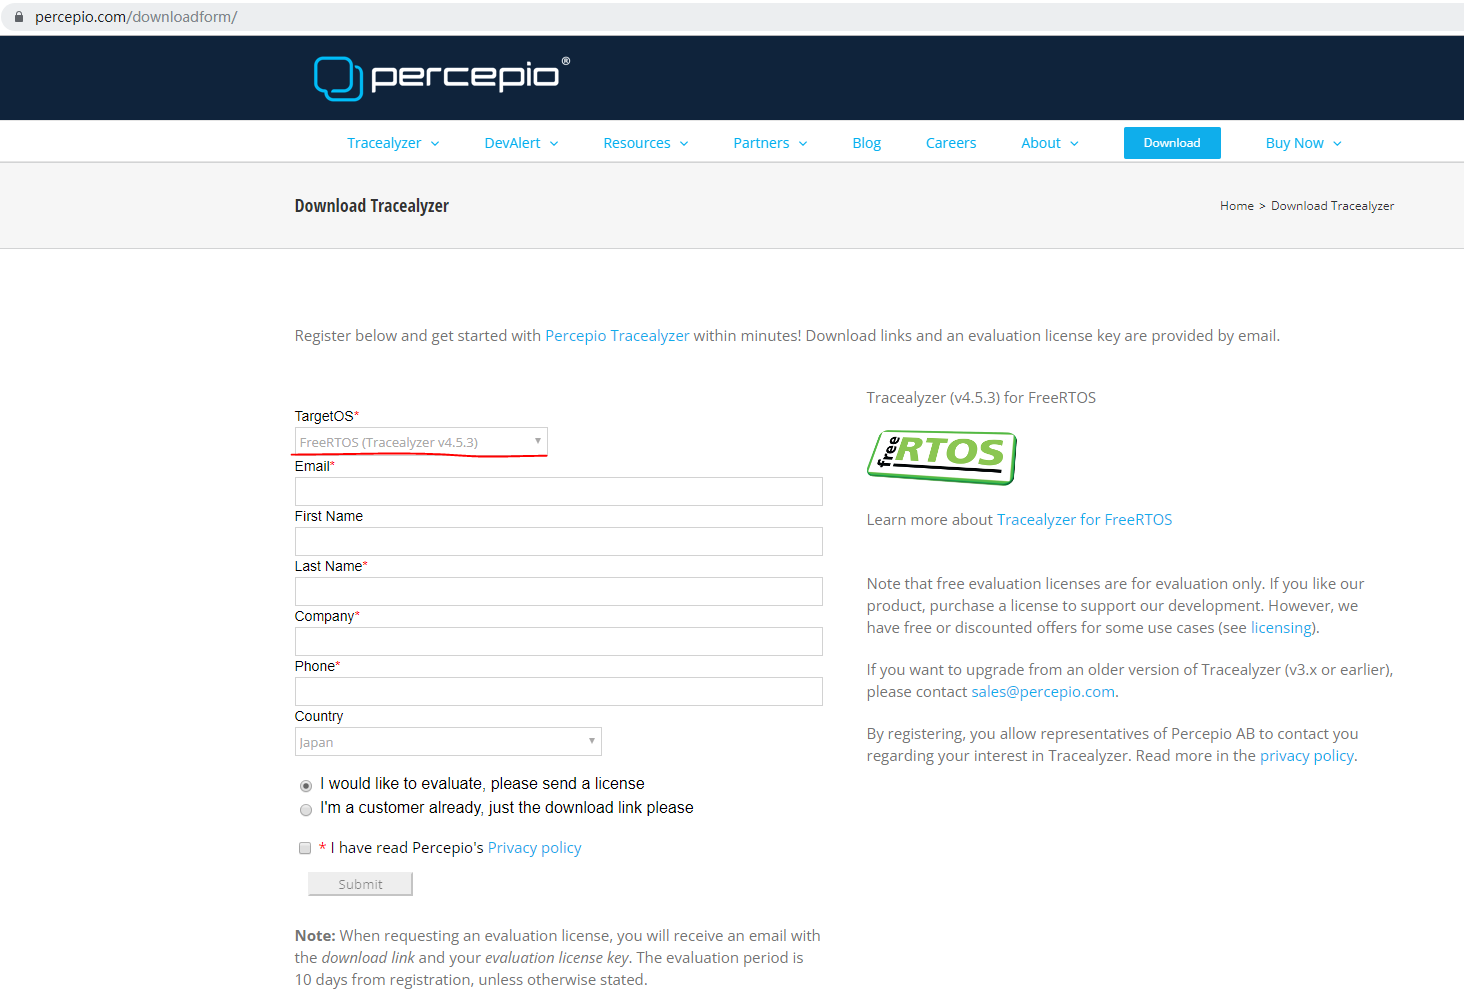 percepio.com/downloadform/
percepio®
Tracealyzer DevAlert Resources Partners Blog Careers About Download Buy Now
Download Tracealyzer
Home > Download Tracealyzer
Register below and get started with Percepio Tracealyzer within minutes! Download links and an evaluation license key are provided by email.
TargetOS*
FreeRTOS (Tracealyzer v4.5.3)
Email*
First Name
Last Name*
Company*
Phone*
Country
Japan
I would like to evaluate, please send a license
I'm a customer already, just the download link please
* I have read Percepio's Privacy policy
Submit
Note: When requesting an evaluation license, you will receive an email with
the download link and your evaluation license key. The evaluation period is
10 days from registration, unless otherwise stated.
Tracealyzer (v4.5.3) for FreeRTOS
free RTOS
Learn more about Tracealyzer for FreeRTOS
Note that free evaluation licenses are for evaluation only. If you like our
product, purchase a license to support our development. However, we
have free or discounted offers for some use cases (see licensing).
If you want to upgrade from an older version of Tracealyzer (v3.x or earlier),
please contact sales@percepio.com.
By registering, you allow representatives of Percepio AB to contact you
regarding your interest in Tracealyzer. Read more in the privacy policy.